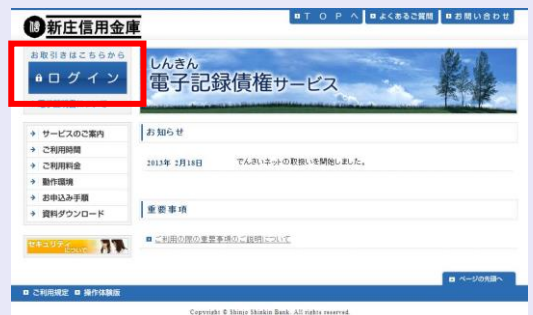 新庄信用金庫
TOPへ
よくあるご質問
お問い合わせ
お取引きはこちらから
ログイン
しんきん
電子記録債権サービス
サービスのご案内
ご利用時間
ご利用料金
動作環境
お申込み手順
資料ダウンロード
お知らせ
2013年 2月18日 でんさいネットの取扱いを開始しました。
重要事項
ご利用の際の重要事項のご説明について
セキュリティ
ページの先頭へ
ご利用規定
操作体験版
Copyright © Shinjo Shinkin Bank. All rights reserved.